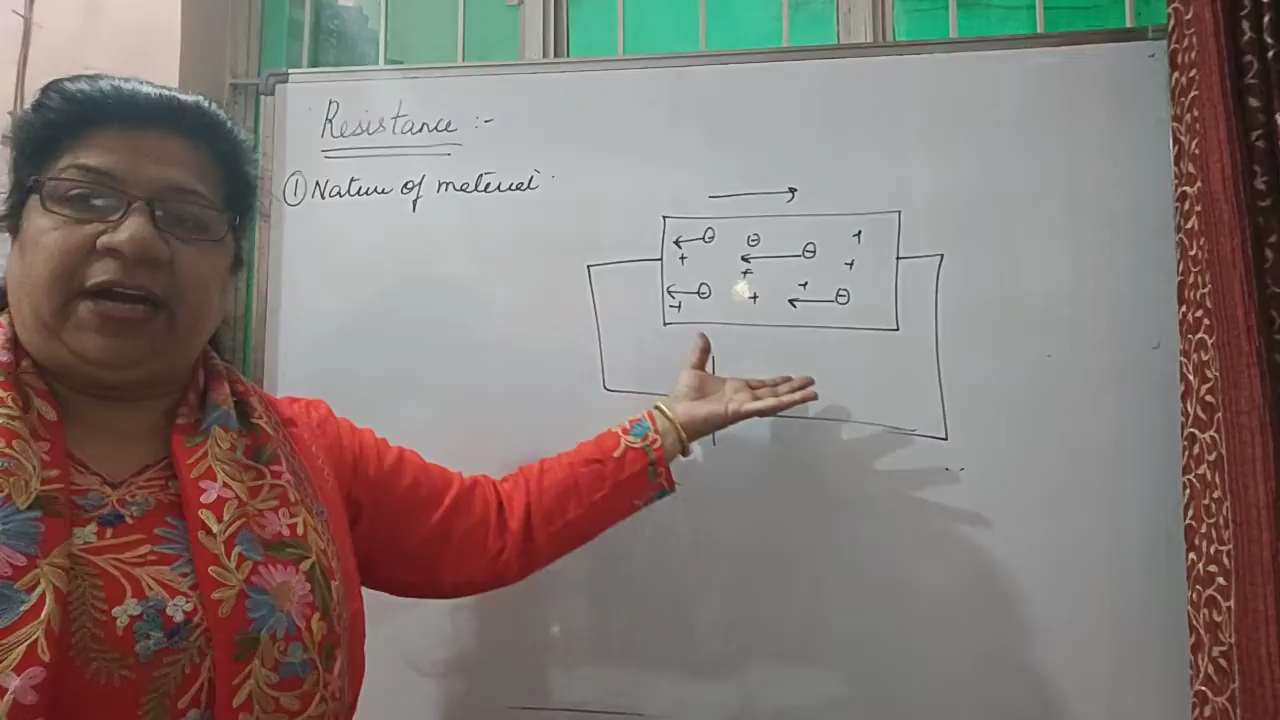 Resistance :-
① Nature of material.
⊖ ⊖ ⊖ +
+ + +
⊖ + + ⊖
+